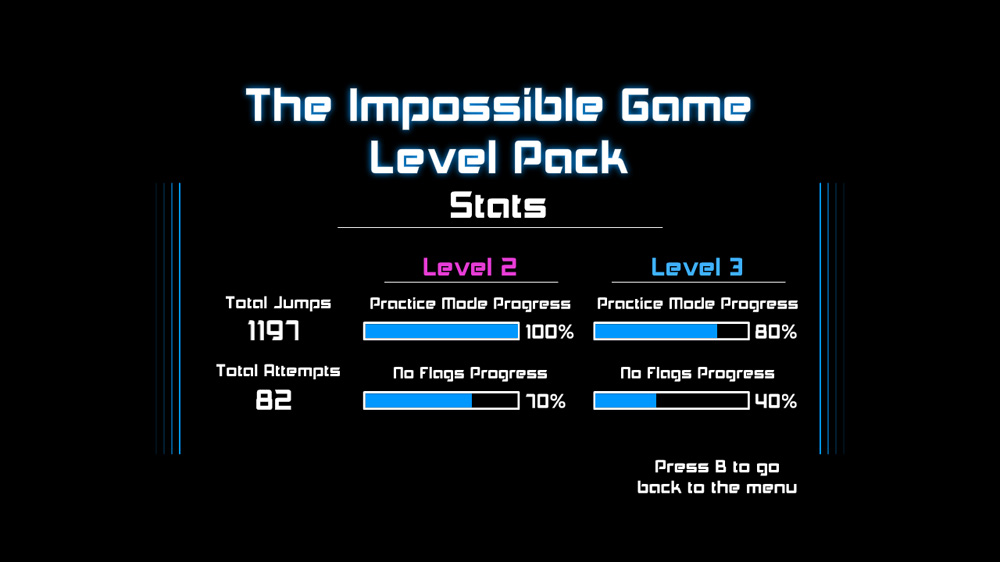 The Impossible Game
Level Pack
Stats
Level 2
Level 3
Total Jumps
1197
Practice Mode Progress
100%
Practice Mode Progress
80%
Total Attempts
82
No Flags Progress
70%
No Flags Progress
40%
Press B to go
back to the menu